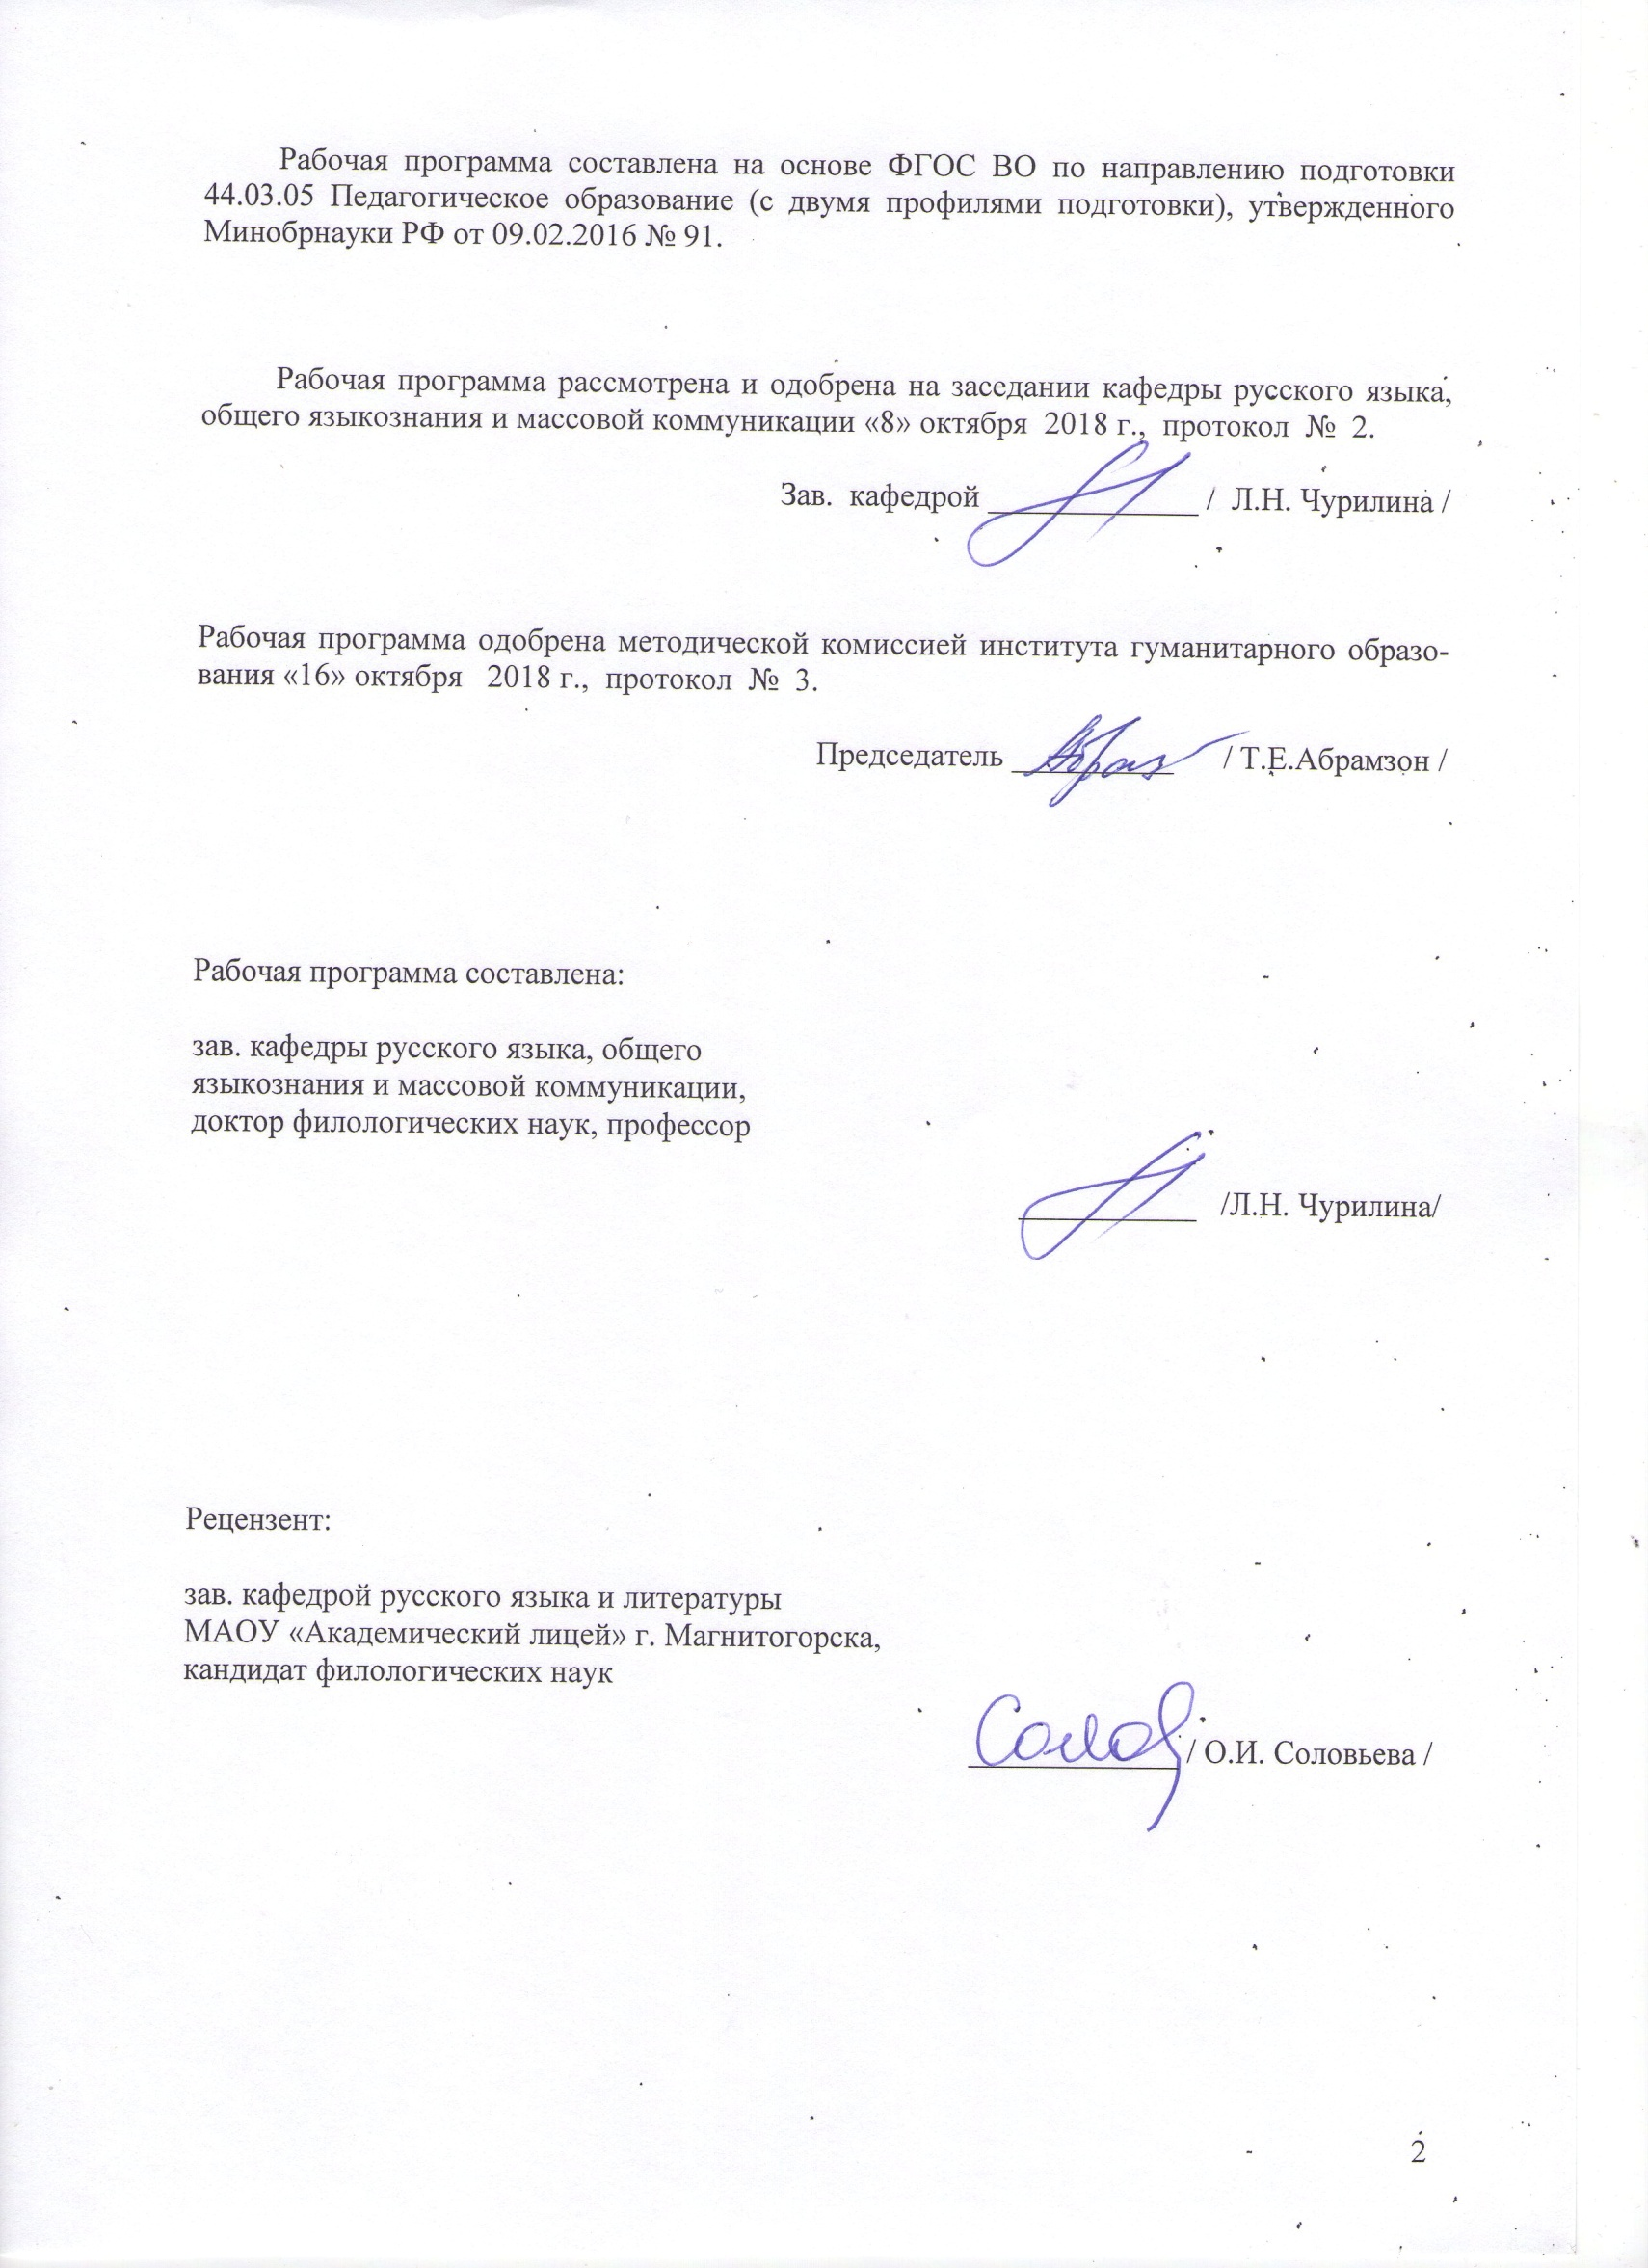 Рабочая программа составлена на основе ФГОС ВО по направлению подготовки
44.03.05 Педагогическое образование (с двумя профилями подготовки), утвержденного
Минобрнауки РФ от 09.02.2016 № 91.
Рабочая программа рассмотрена и одобрена на заседании кафедры русского языка,
общего языкознания и массовой коммуникации «8» октября 2018 г., протокол № 2.
Зав. кафедрой _____________ / Л.Н. Чурилина /
Рабочая программа одобрена методической комиссией института гуманитарного образо-
вания «16» октября 2018 г., протокол № 3.
Председатель __________ / Т.Е.Абрамзон /
Рабочая программа составлена:
зав. кафедры русского языка, общего
языкознания и массовой коммуникации,
доктор филологических наук, профессор
___________ /Л.Н. Чурилина/
Рецензент:
зав. кафедрой русского языка и литературы
МАОУ «Академический лицей» г. Магнитогорска,
кандидат филологических наук
_____________ / О.И. Соловьева /
2